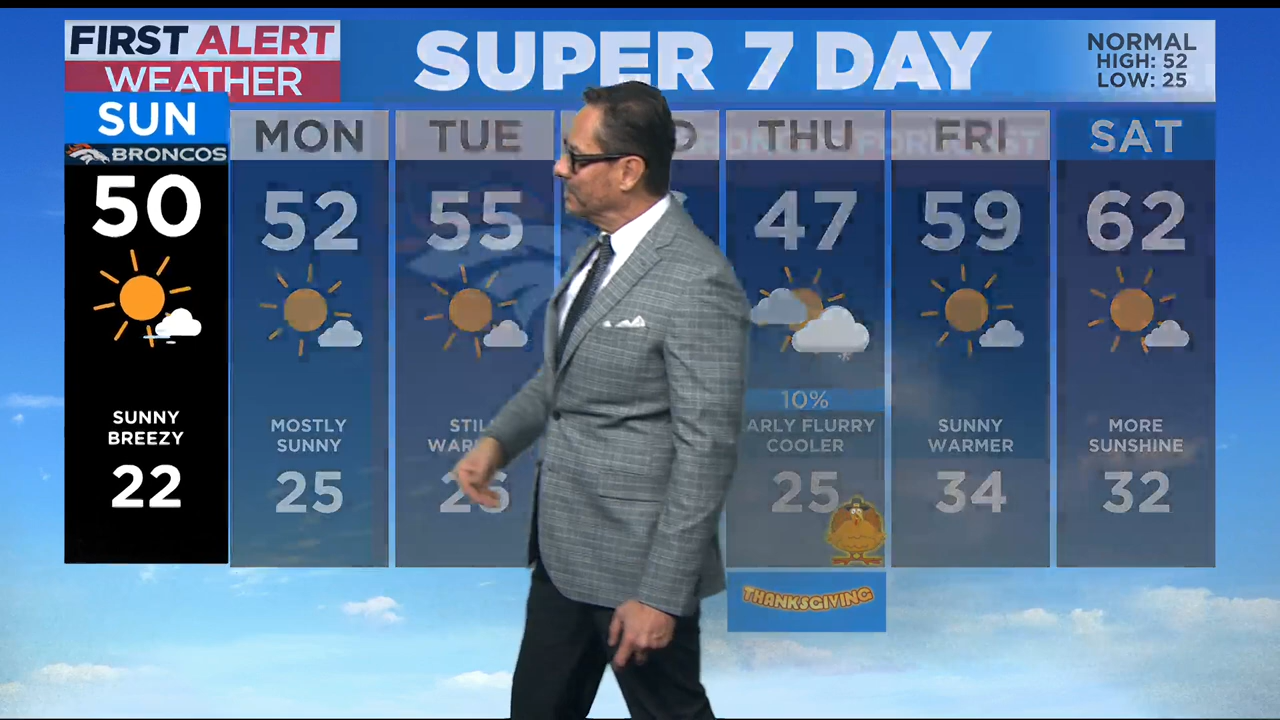 FIRST ALERT
WEATHER
SUPER 7 DAY
NORMAL
HIGH: 52
LOW: 25
SUN
MON
TUE
D
THU
FRI
SAT
BRONCOS
50
52
55
47
59
62
10%
SUNNY
BREEZY
MOSTLY
SUNNY
ARLY FLURRY
COOLER
SUNNY
WARMER
MORE
SUNSHINE
22
25
25
34
32
THANKSGIVING